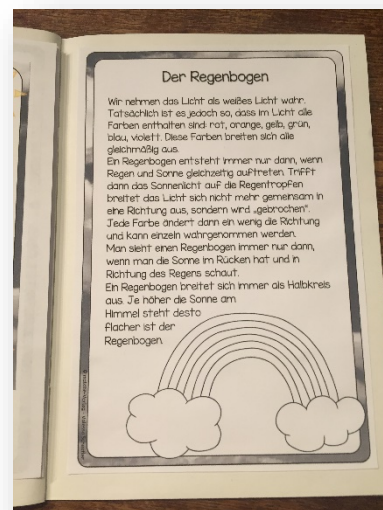 Der Regenbogen
Wir nehmen das Licht als weißes Licht wahr.
Tatsächlich ist es jedoch so, dass im Licht alle
Farben enthalten sind: rot, orange, gelb, grün,
blau, violett. Diese Farben breiten sich alle
gleichmäßig aus.
Ein Regenbogen entsteht immer nur dann, wenn
Regen und Sonne gleichzeitig auftreten. Trifft
dann das Sonnenlicht auf die Regentropfen
breitet das Licht sich nicht mehr gemeinsam in
eine Richtung aus, sondern wird „gebrochen“.
Jede Farbe ändert dann ein wenig die Richtung
und kann einzeln wahrgenommen werden.
Man sieht einen Regenbogen immer nur dann,
wenn man die Sonne im Rücken hat und in
Richtung des Regens schaut.
Ein Regenbogen breitet sich immer als Halbkreis
aus. Je höher die Sonne am
Himmel steht desto
flacher ist der
Regenbogen.